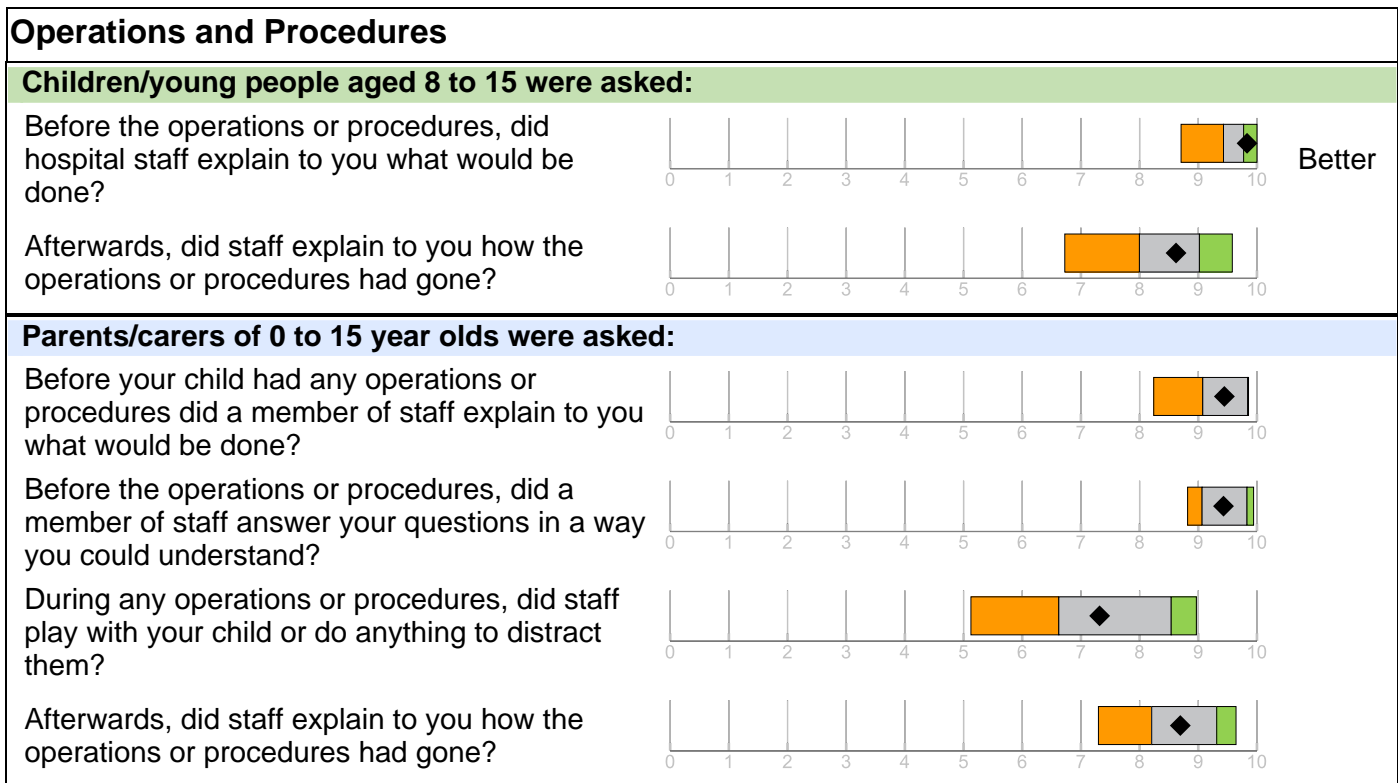 Operations and Procedures
Children/young people aged 8 to 15 were asked:
Before the operations or procedures, did
hospital staff explain to you what would be
done?
0 1 2 3 4 5 6 7 8 9 10
Better
Afterwards, did staff explain to you how the
operations or procedures had gone?
0 1 2 3 4 5 6 7 8 9 10
Parents/carers of 0 to 15 year olds were asked:
Before your child had any operations or
procedures did a member of staff explain to you
what would be done?
0 1 2 3 4 5 6 7 8 9 10
Before the operations or procedures, did a
member of staff answer your questions in a way
you could understand?
0 1 2 3 4 5 6 7 8 9 10
During any operations or procedures, did staff
play with your child or do anything to distract
them?
0 1 2 3 4 5 6 7 8 9 10
Afterwards, did staff explain to you how the
operations or procedures had gone?
0 1 2 3 4 5 6 7 8 9 10